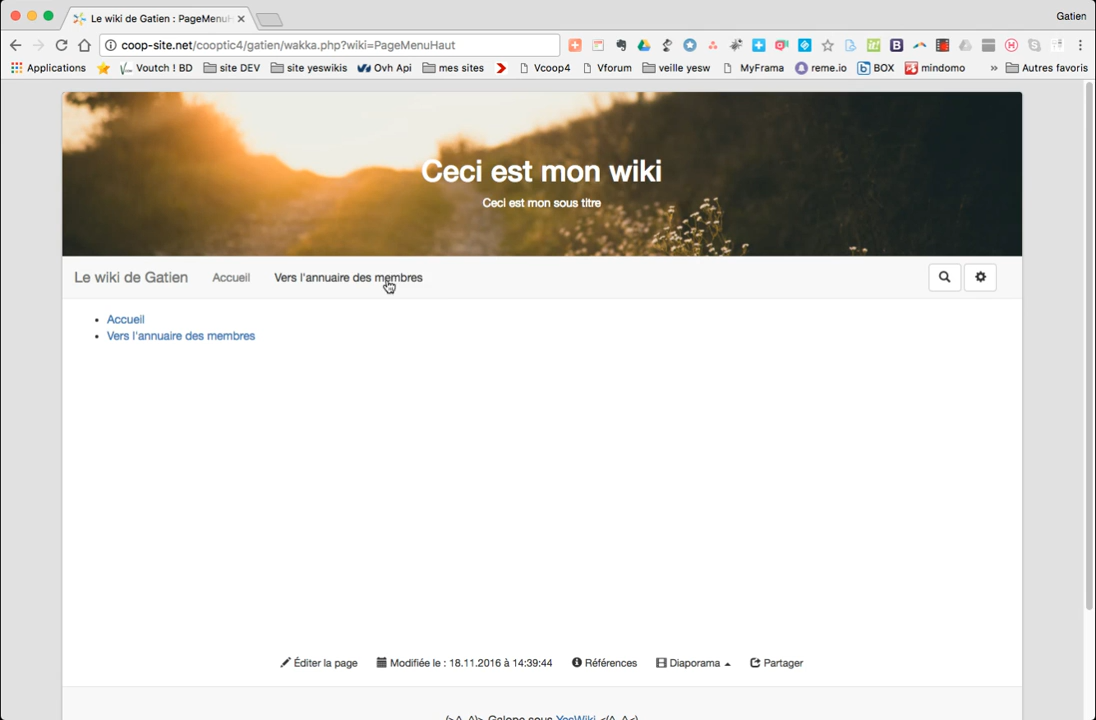 Le wiki de Gatien : PageMenuH
Gatien
coop-site.net/cooptic4/gatien/wakka.php?wiki=PageMenuHaut
Applications Voutch ! BD site DEV site yeswikis Ovh Api mes sites Vcoop4 Vforum veille yesw MyFrama reme.io BOX mindomo » Autres favoris
Ceci est mon wiki
Ceci est mon sous titre
Le wiki de Gatien Accueil Vers l'annuaire des membres
• Accueil
• Vers l'annuaire des membres
Éditer la page Modifiée le : 18.11.2016 à 14:39:44 Références Diaporama Partager
(>^_^)> Galope sous YesWiki <(^_^<)